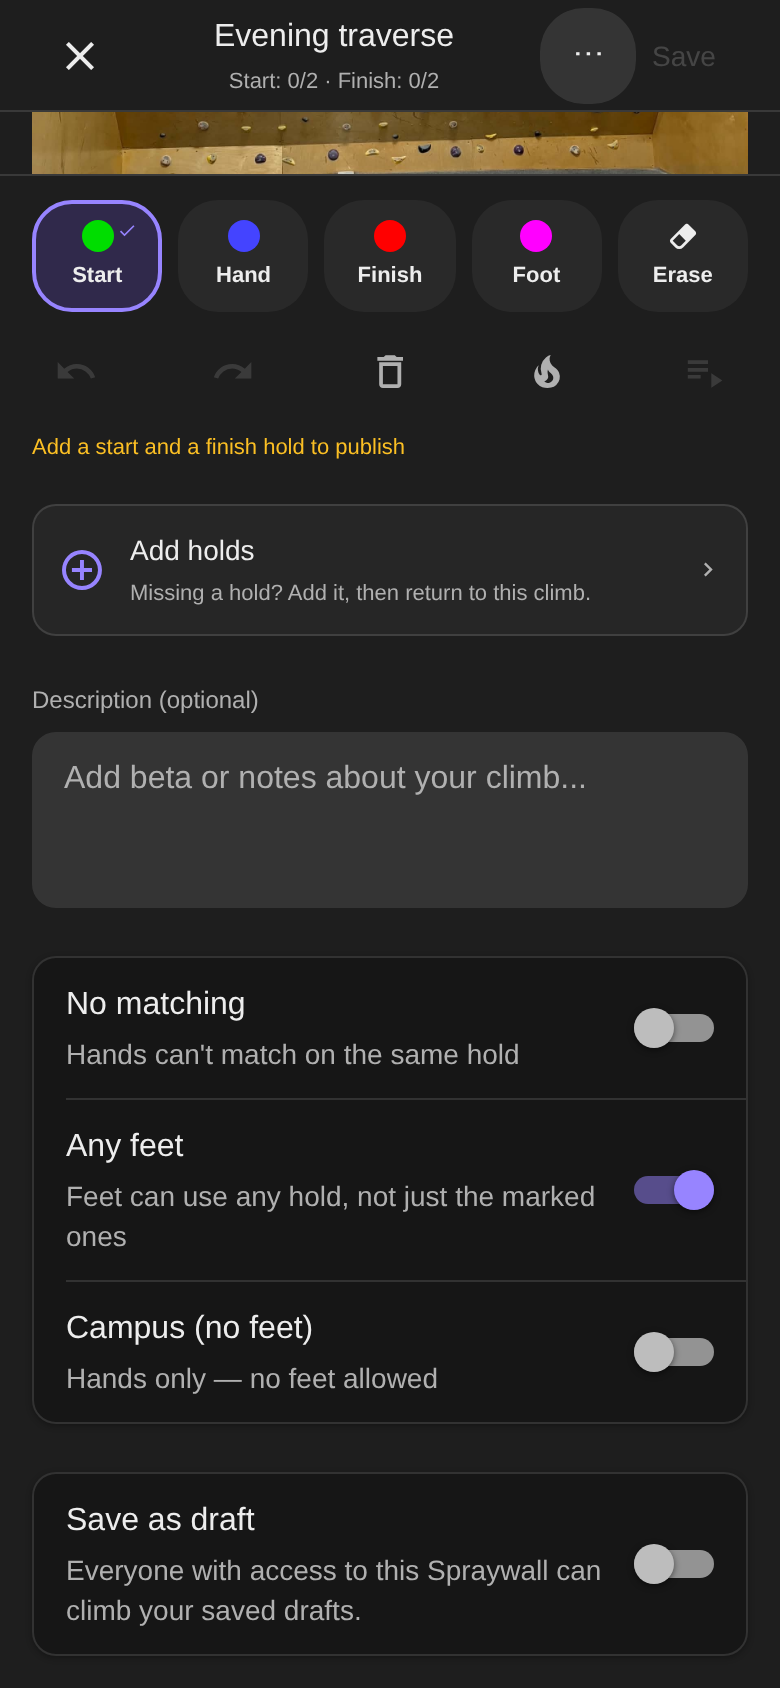 Evening traverse
Start: 0/2 · Finish: 0/2
Save
Start
Hand
Finish
Foot
Erase
Add a start and a finish hold to publish
Add holds
Missing a hold? Add it, then return to this climb.
Description (optional)
Add beta or notes about your climb...
No matching
Hands can't match on the same hold
Any feet
Feet can use any hold, not just the marked
ones
Campus (no feet)
Hands only — no feet allowed
Save as draft
Everyone with access to this Spraywall can
climb your saved drafts.